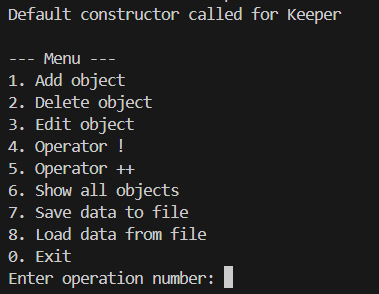 Default constructor called for Keeper
--- Menu ---
1. Add object
2. Delete object
3. Edit object
4. Operator !
5. Operator ++
6. Show all objects
7. Save data to file
8. Load data from file
0. Exit
Enter operation number: